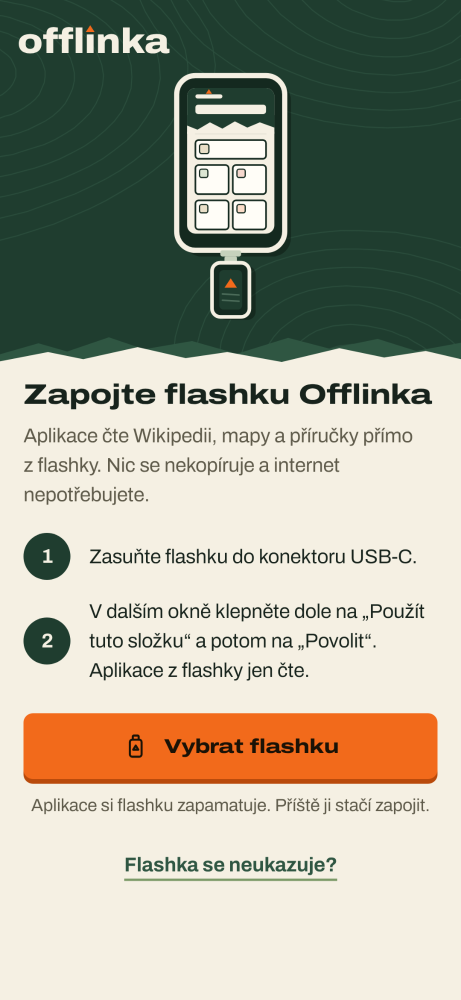 offlinka
Zapojte flashku Offlinka
Aplikace čte Wikipedii, mapy a příručky přímo
z flashky. Nic se nekopíruje a internet
nepotřebujete.
1 Zasuňte flashku do konektoru USB-C.
V dalším okně klepněte dole na „Použít
2 tuto složku“ a potom na „Povolit“.
Aplikace z flashky jen čte.
Vybrat flashku
Aplikace si flashku zapamatuje. Příště ji stačí zapojit.
Flashka se neukazuje?